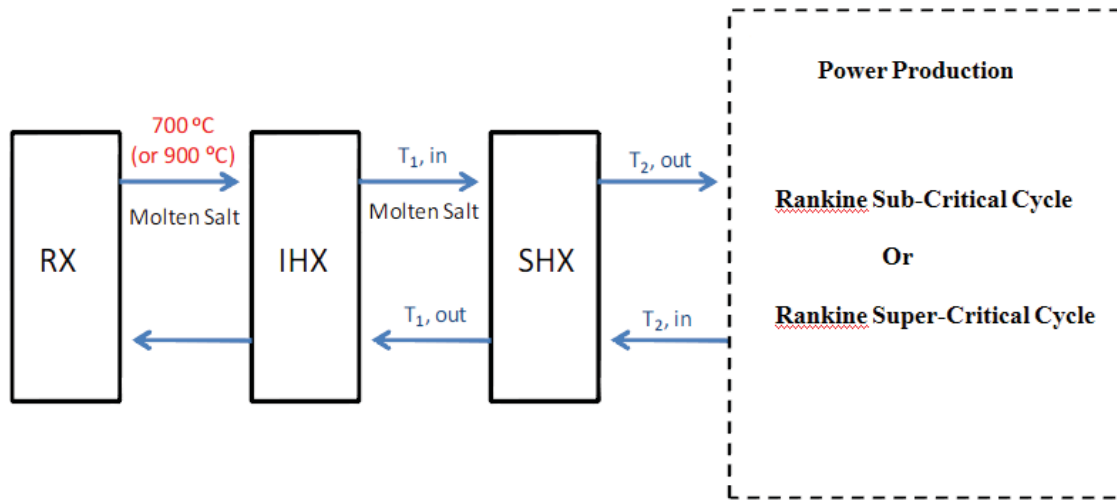 Power Production
700 ºC
(or 900 ºC)
T₁, in
T₂, out
Molten Salt
Molten Salt
Rankine Sub-Critical Cycle
RX
IHX
SHX
Or
T₁, out
T₂, in
Rankine Super-Critical Cycle